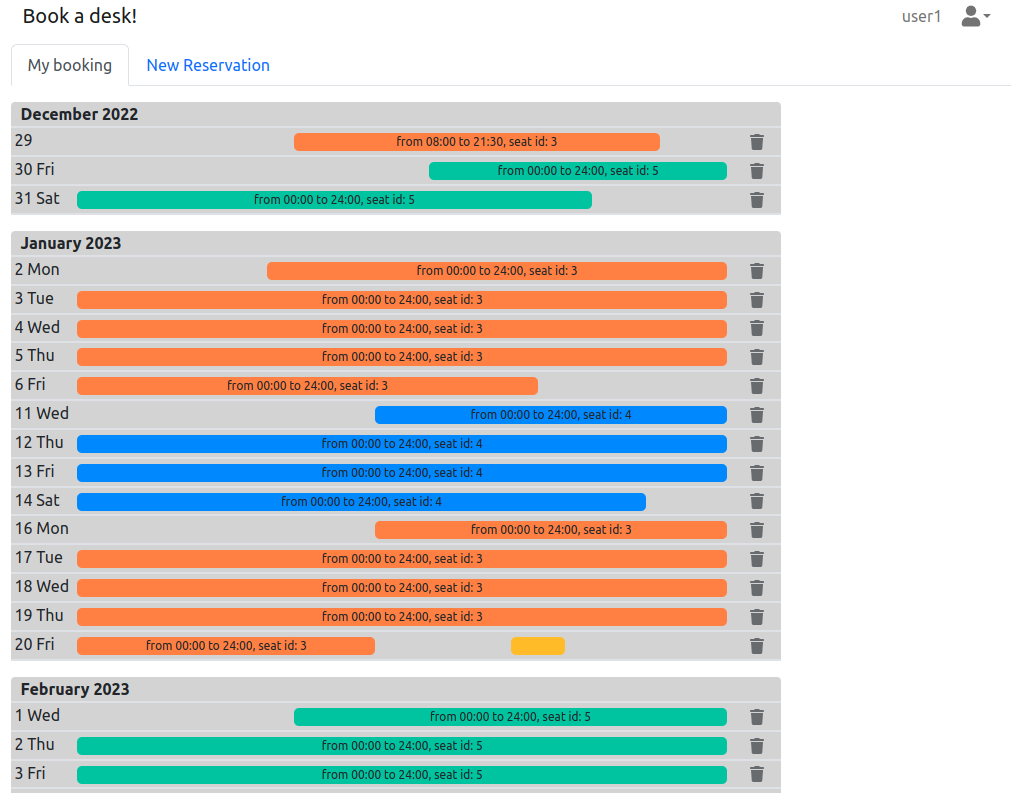 Book a desk!
user1
My booking
New Reservation
December 2022
29 from 08:00 to 21:30, seat id: 3
30 Fri from 00:00 to 24:00, seat id: 5
31 Sat from 00:00 to 24:00, seat id: 5
January 2023
2 Mon from 00:00 to 24:00, seat id: 3
3 Tue from 00:00 to 24:00, seat id: 3
4 Wed from 00:00 to 24:00, seat id: 3
5 Thu from 00:00 to 24:00, seat id: 3
6 Fri from 00:00 to 24:00, seat id: 3
11 Wed from 00:00 to 24:00, seat id: 4
12 Thu from 00:00 to 24:00, seat id: 4
13 Fri from 00:00 to 24:00, seat id: 4
14 Sat from 00:00 to 24:00, seat id: 4
16 Mon from 00:00 to 24:00, seat id: 3
17 Tue from 00:00 to 24:00, seat id: 3
18 Wed from 00:00 to 24:00, seat id: 3
19 Thu from 00:00 to 24:00, seat id: 3
20 Fri from 00:00 to 24:00, seat id: 3
February 2023
1 Wed from 00:00 to 24:00, seat id: 5
2 Thu from 00:00 to 24:00, seat id: 5
3 Fri from 00:00 to 24:00, seat id: 5